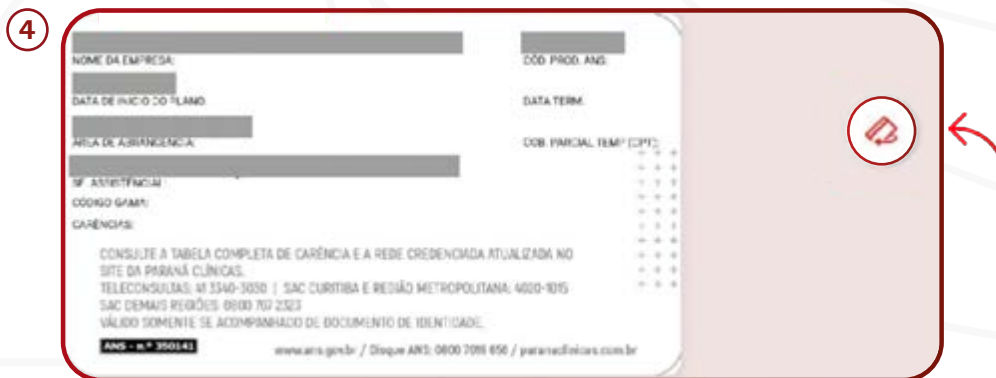 4
NOME DA EMPRESA:
CÓD. PROD. ANS:
DATA DE INÍCIO DO PLANO:
DATA TERM.
ÁREA DE ABRANGÊNCIA:
COB. PARCIAL TEMP (CPT):
SE. ASSISTENCIAL
CÓDIGO GAMA:
CARÊNCIAS:
CONSULTE A TABELA COMPLETA DE CARÊNCIA E A REDE CREDENCIADA ATUALIZADA NO
SITE DA PARANÁ CLÍNICAS.
TELECONSULTAS: 41 3340-3030 | SAC CURITIBA E REGIÃO METROPOLITANA: 4020-1015
SAC DEMAIS REGIÕES: 0800 707 2323
VÁLIDO SOMENTE SE ACOMPANHADO DE DOCUMENTO DE IDENTIDADE.
ANS - n.º 350141
www.ans.gov.br / Disque ANS: 0800 7019 656 / paranaclinicas.com.br